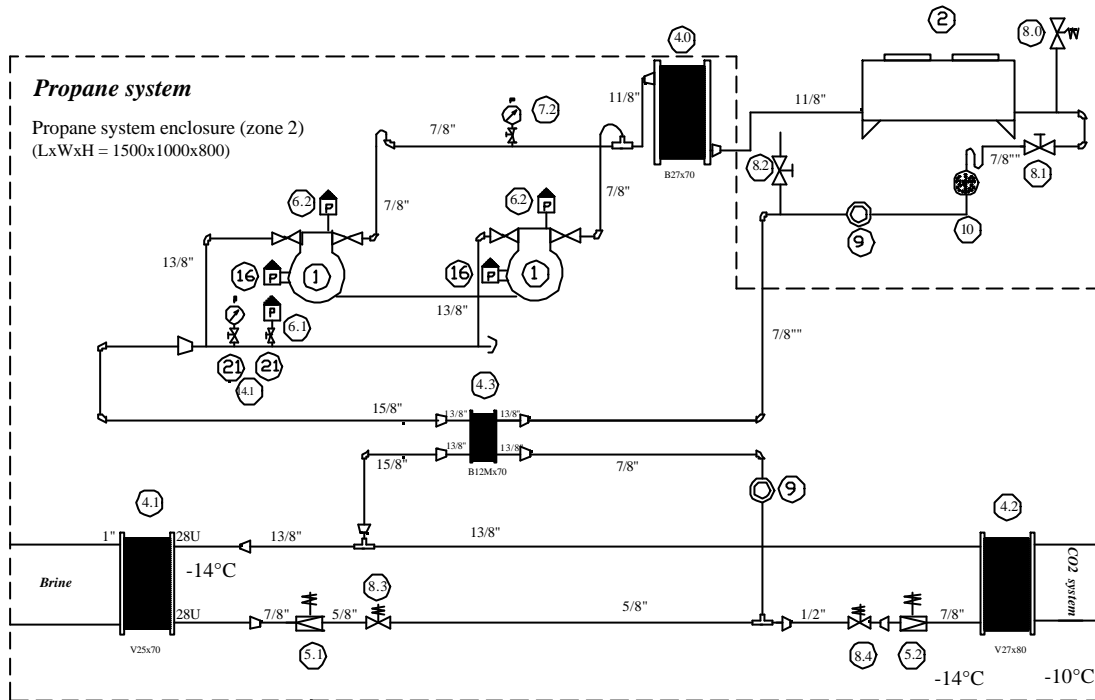 4.0
2
8.0
Propane system
11/8"
11/8"
7.2
7/8"
Propane system enclosure (zone 2)
(LxWxH = 1500x1000x800)
7/8""
8.1
8.2
B27x70
6.2
P
6.2
P
7/8"
7/8"
10
9
13/8"
16
P
1
16
P
1
13/8"
P
6.1
7/8""
21
21
14.1
4.3
15/8"
13/8"
13/8"
15/8"
13/8"
13/8"
7/8"
B12Mx70
9
4.1
4.2
1"
28U
13/8"
13/8"
-14°C
Brine
CO2 system
8.3
28U
7/8"
5/8"
5/8"
1/2"
7/8"
V25x70
5.1
8.4
5.2
V27x80
-14°C
-10°C